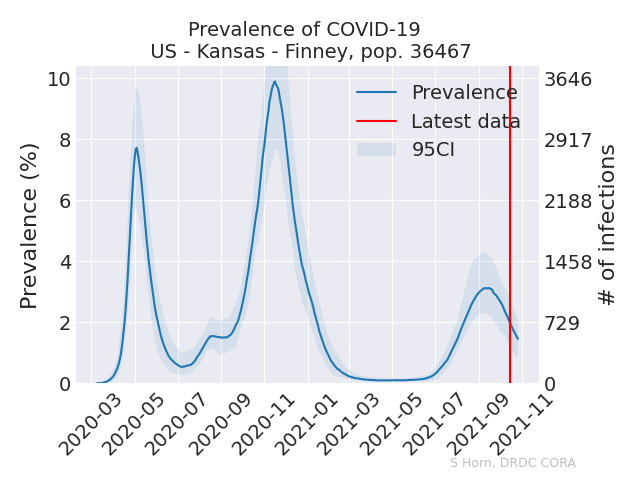 Prevalence of COVID-19
US - Kansas - Finney, pop. 36467
Prevalence (%)
10
8
6
4
2
0
3646
2917
2188
1458
729
0
# of infections
Prevalence
Latest data
95CI
2020-03
2020-05
2020-07
2020-09
2020-11
2021-01
2021-03
2021-05
2021-07
2021-09
2021-11
S Horn, DRDC CORA